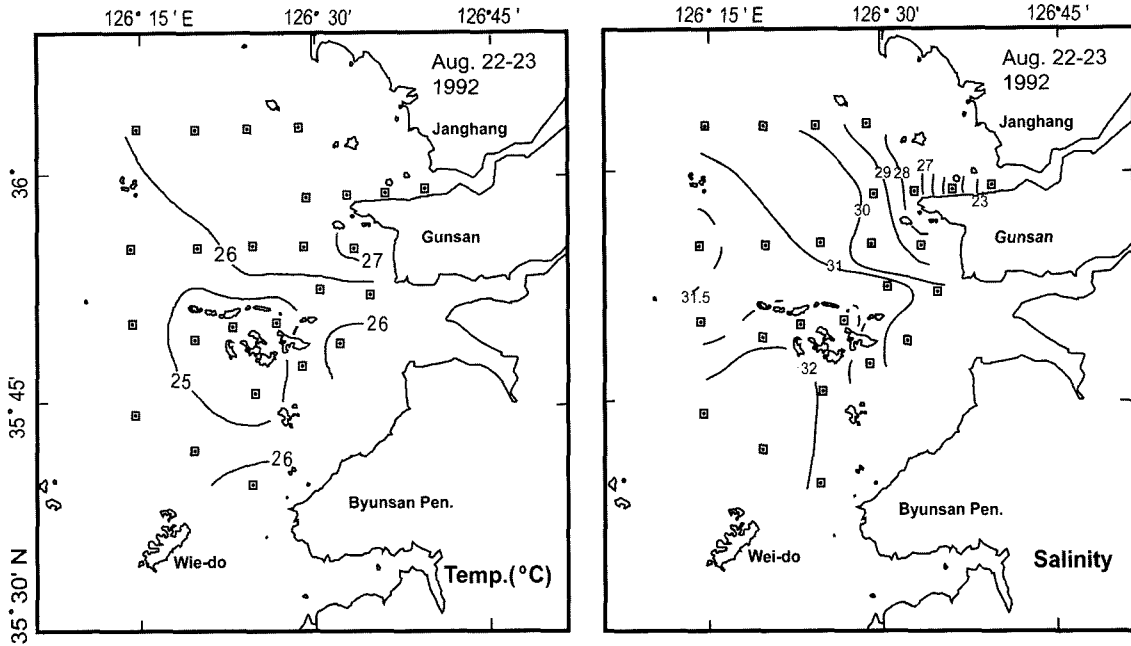 126° 15' E 126° 30' 126° 45'
Aug. 22-23
1992
Janghang
36°
Gunsan
26
27
26
25
35° 45'
26
Byunsan Pen.
Wie-do
Temp.(°C)
35° 30' N
126° 15' E 126° 30' 126° 45'
Aug. 22-23
1992
Janghang
27
29 28
23
30
Gunsan
31
31.5
32
Byunsan Pen.
Wei-do
Salinity